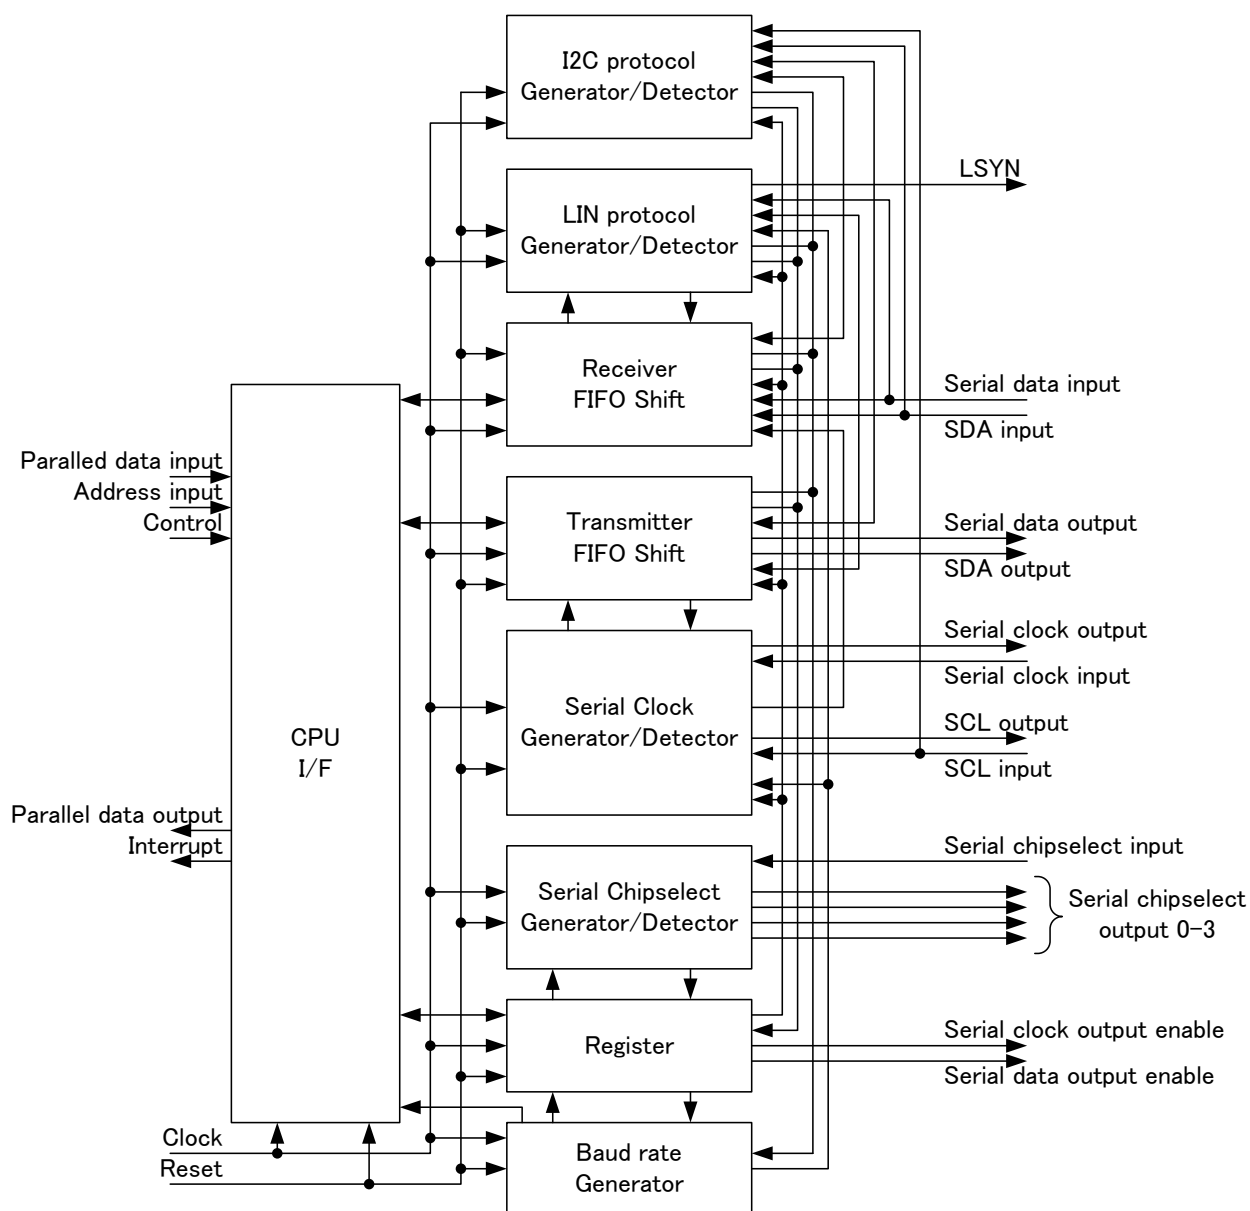 I2C protocol
Generator/Detector
LSYN
LIN protocol
Generator/Detector
Receiver
FIFO Shift
Serial data input
SDA input
Paralled data input
Address input
Control
Transmitter
FIFO Shift
Serial data output
SDA output
Serial clock output
Serial clock input
Serial Clock
Generator/Detector
SCL output
SCL input
CPU
I/F
Parallel data output
Interrupt
Serial chipselect input
Serial Chipselect
Generator/Detector
Serial chipselect
output 0-3
Register
Serial clock output enable
Serial data output enable
Clock
Reset
Baud rate
Generator